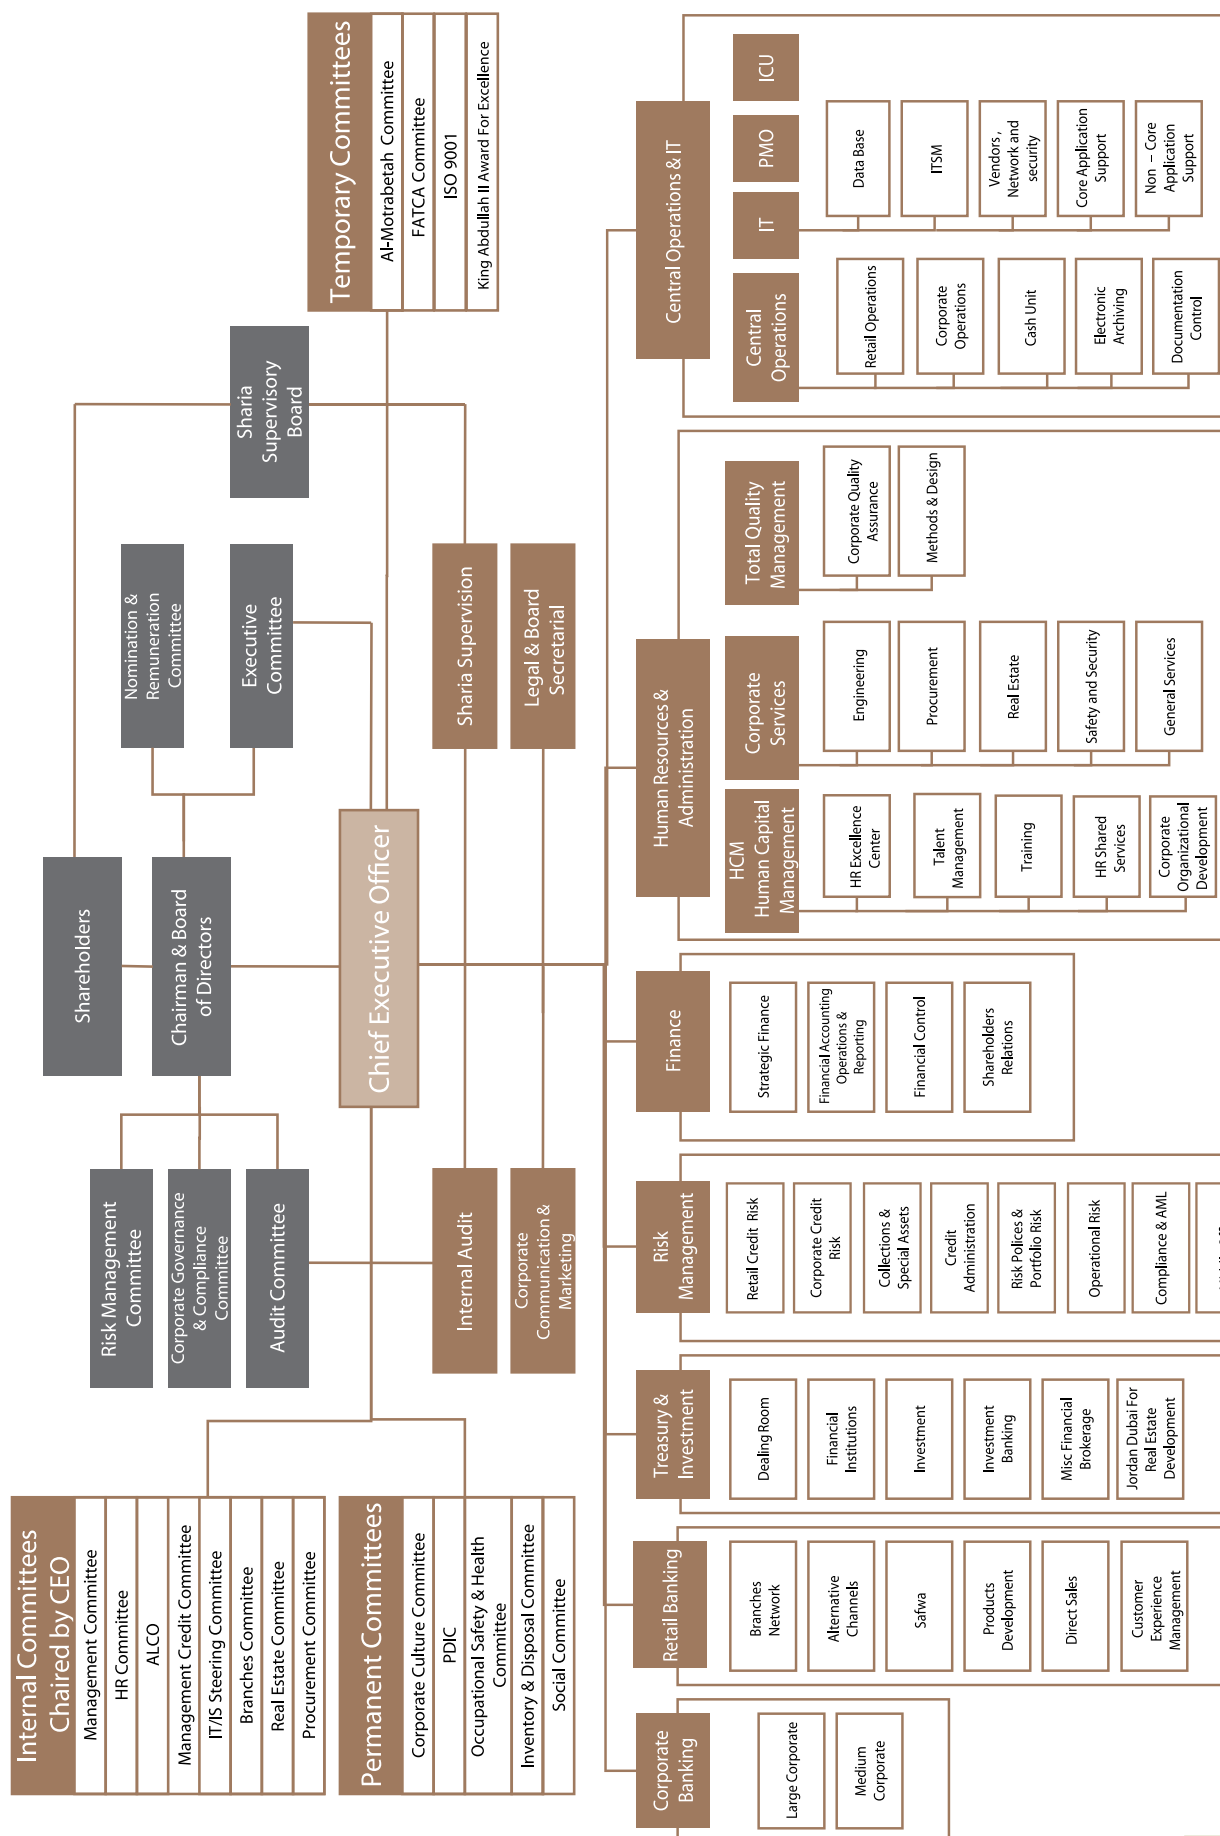 Shareholders
Sharia
Supervisory
Board
Chairman & Board
of Directors
Risk Management
Committee
Corporate Governance
& Compliance
Committee
Audit Committee
Nomination &
Remuneration
Committee
Executive
Committee
Internal Committees
Chaired by CEO
Management Committee
HR Committee
ALCO
Management Credit Committee
IT/IS Steering Committee
Branches Committee
Real Estate Committee
Procurement Committee
Temporary Committees
Al-Motrabetah Committee
FATCA Committee
ISO 9001
King Abdullah II Award For Excellence
Chief Executive Officer
Permanent Committees
Corporate Culture Committee
PDIC
Occupational Safety & Health
Committee
Inventory & Disposal Committee
Social Committee
Internal Audit
Sharia Supervision
Corporate
Communication &
Marketing
Legal & Board
Secretarial
Corporate
Banking
Large Corporate
Medium
Corporate
Retail Banking
Branches
Network
Alternative
Channels
Safwa
Products
Development
Direct Sales
Customer
Experience
Management
Treasury &
Investment
Dealing Room
Financial
Institutions
Investment
Investment
Banking
Misc Financial
Brokerage
Jordan Dubai For
Real Estate
Development
Risk
Management
Retail Credit Risk
Corporate Credit
Risk
Collections &
Special Assets
Credit
Administration
Risk Polices &
Portfolio Risk
Operational Risk
Compliance & AML
Finance
Strategic Finance
Financial Accounting
Operations &
Reporting
Financial Control
Shareholders
Relations
Human Resources &
Administration
HCM
Human Capital
Management
HR Excellence
Center
Talent
Management
Training
HR Shared
Services
Corporate
Organizational
Development
Corporate
Services
Engineering
Procurement
Real Estate
Safety and Security
General Services
Total Quality
Management
Corporate Quality
Assurance
Methods & Design
Central Operations & IT
Central
Operations
Retail Operations
Corporate
Operations
Cash Unit
Electronic
Archiving
Documentation
Control
IT
Data Base
ITSM
Vendors ,
Network and
security
Core Application
Support
Non – Core
Application
Support
PMO
ICU